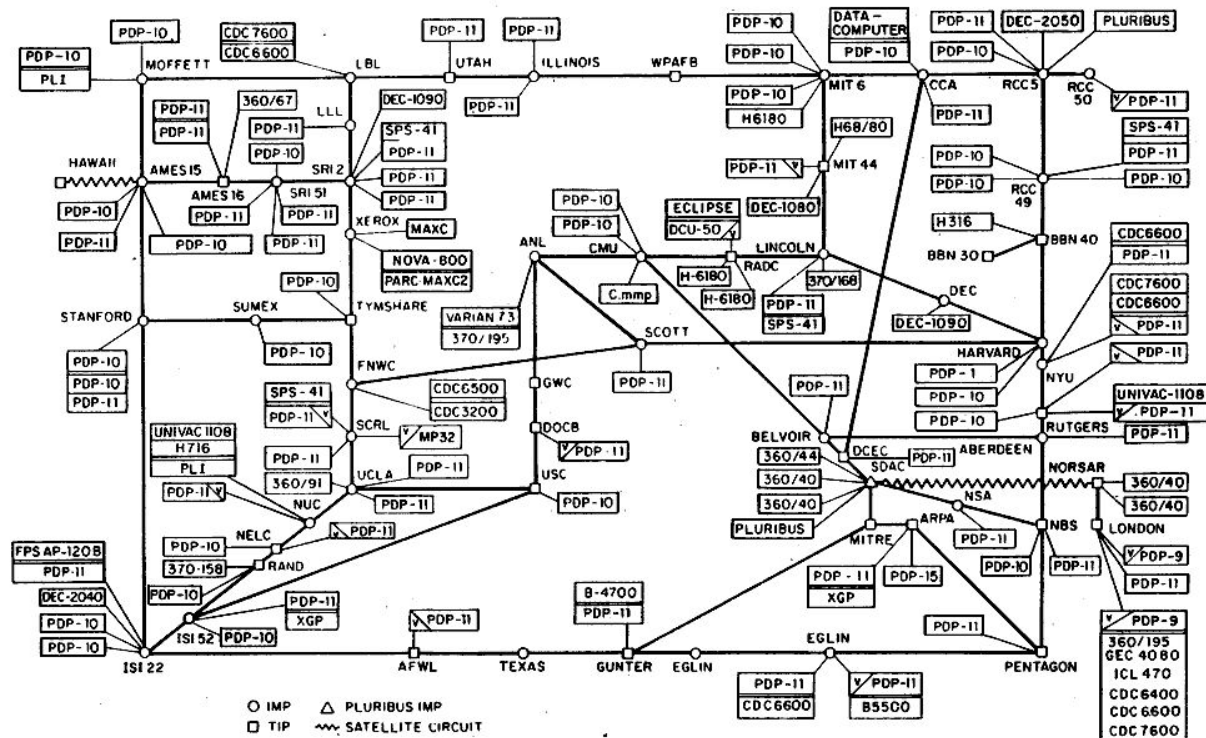 PDP-10
CDC 7600
CDC 6600
PDP-11
PDP-11
PDP-10
DATA-
COMPUTER
PDP-10
PDP-11
DEC-2050
PLURIBUS
PDP-10
PLI
MOFFETT
LBL
UTAH
ILLINOIS
WPAFB
PDP-10
PDP-10
H6180
MIT 6
CCA
PDP-10
RCC 5
RCC
50
PDP-11
PDP-11
PDP-11
PDP-11
PDP-11
360/67
LLL
PDP-11
DEC-1090
SPS-41
PDP-11
PDP-11
PDP-11
H68/80
PDP-11
MIT 44
DEC-1080
SPS-41
PDP-11
PDP-10
PDP-10
PDP-10
RCC
49
HAWAII
AMES 15
AMES 16
PDP-10
SRI 51
SRI 2
PDP-10
PDP-11
PDP-10
PDP-11
PDP-11
PDP-11
XEROX
MAXC
NOVA-800
PARC-MAXC2
PDP-10
PDP-10
ECLIPSE
DCU-50
H316
BBN 40
BBN 30
CDC6600
PDP-11
ANL
CMU
C.mmp
RADC
H-6180
H-6180
LINCOLN
370/168
PDP-11
SPS-41
DEC
DEC-1090
CDC7600
CDC6600
PDP-11
PDP-11
STANFORD
SUMEX
PDP-10
TYMSHARE
PDP-10
VARIAN 73
370/195
SCOTT
PDP-11
HARVARD
PDP-1
PDP-10
PDP-10
NYU
PDP-10
PDP-10
PDP-11
FNWC
CDC6500
CDC3200
GWC
SPS-41
PDP-11
SCRL
MP32
PDP-11
DOCB
PDP-11
PDP-11
UNIVAC-1108
PDP-11
RUTGERS
PDP-11
UNIVAC 1108
H716
PLI
PDP-11
360/91
UCLA
PDP-11
PDP-11
USC
PDP-10
BELVOIR
360/44
360/40
360/40
PLURIBUS
DCEC
PDP-11
SDAC
ABERDEEN
NORSAR
360/40
360/40
NUC
PDP-11
NELC
PDP-10
370-158
RAND
PDP-10
MITRE
ARPA
PDP-11
XGP
PDP-15
NSA
PDP-11
NBS
PDP-10
PDP-11
LONDON
PDP-9
PDP-11
FPS AP-120B
PDP-11
DEC-2040
PDP-10
PDP-10
ISI 22
ISI 52
PDP-11
XGP
PDP-10
PDP-11
AFWL
TEXAS
B-4700
PDP-11
GUNTER
EGLIN
EGLIN
PDP-11
CDC6600
PDP-11
B5500
PDP-11
PENTAGON
PDP-9
360/195
GEC 4080
ICL 470
CDC6400
CDC6600
CDC 7600
IMP
PLURIBUS IMP
TIP
SATELLITE CIRCUIT